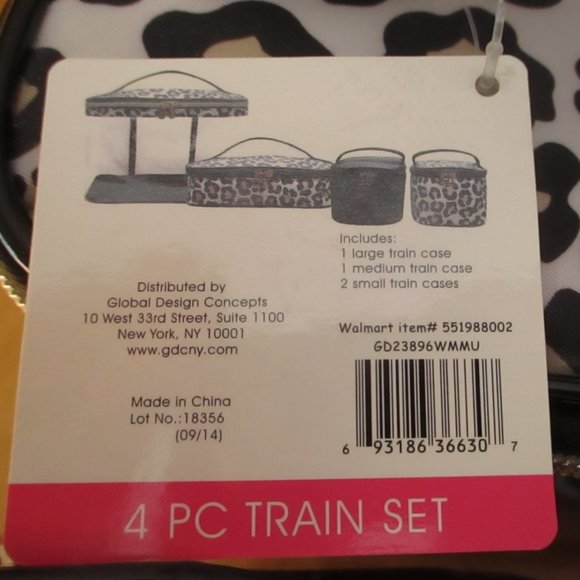 Includes:
1 large train case
1 medium train case
2 small train cases
Distributed by
Global Design Concepts
10 West 33rd Street, Suite 1100
New York, NY 10001
www.gdcny.com
Walmart item# 551988002
GD23896WMMU
Made in China
Lot No.:18356
(09/14)
6 93186 36630 7
4 PC TRAIN SET